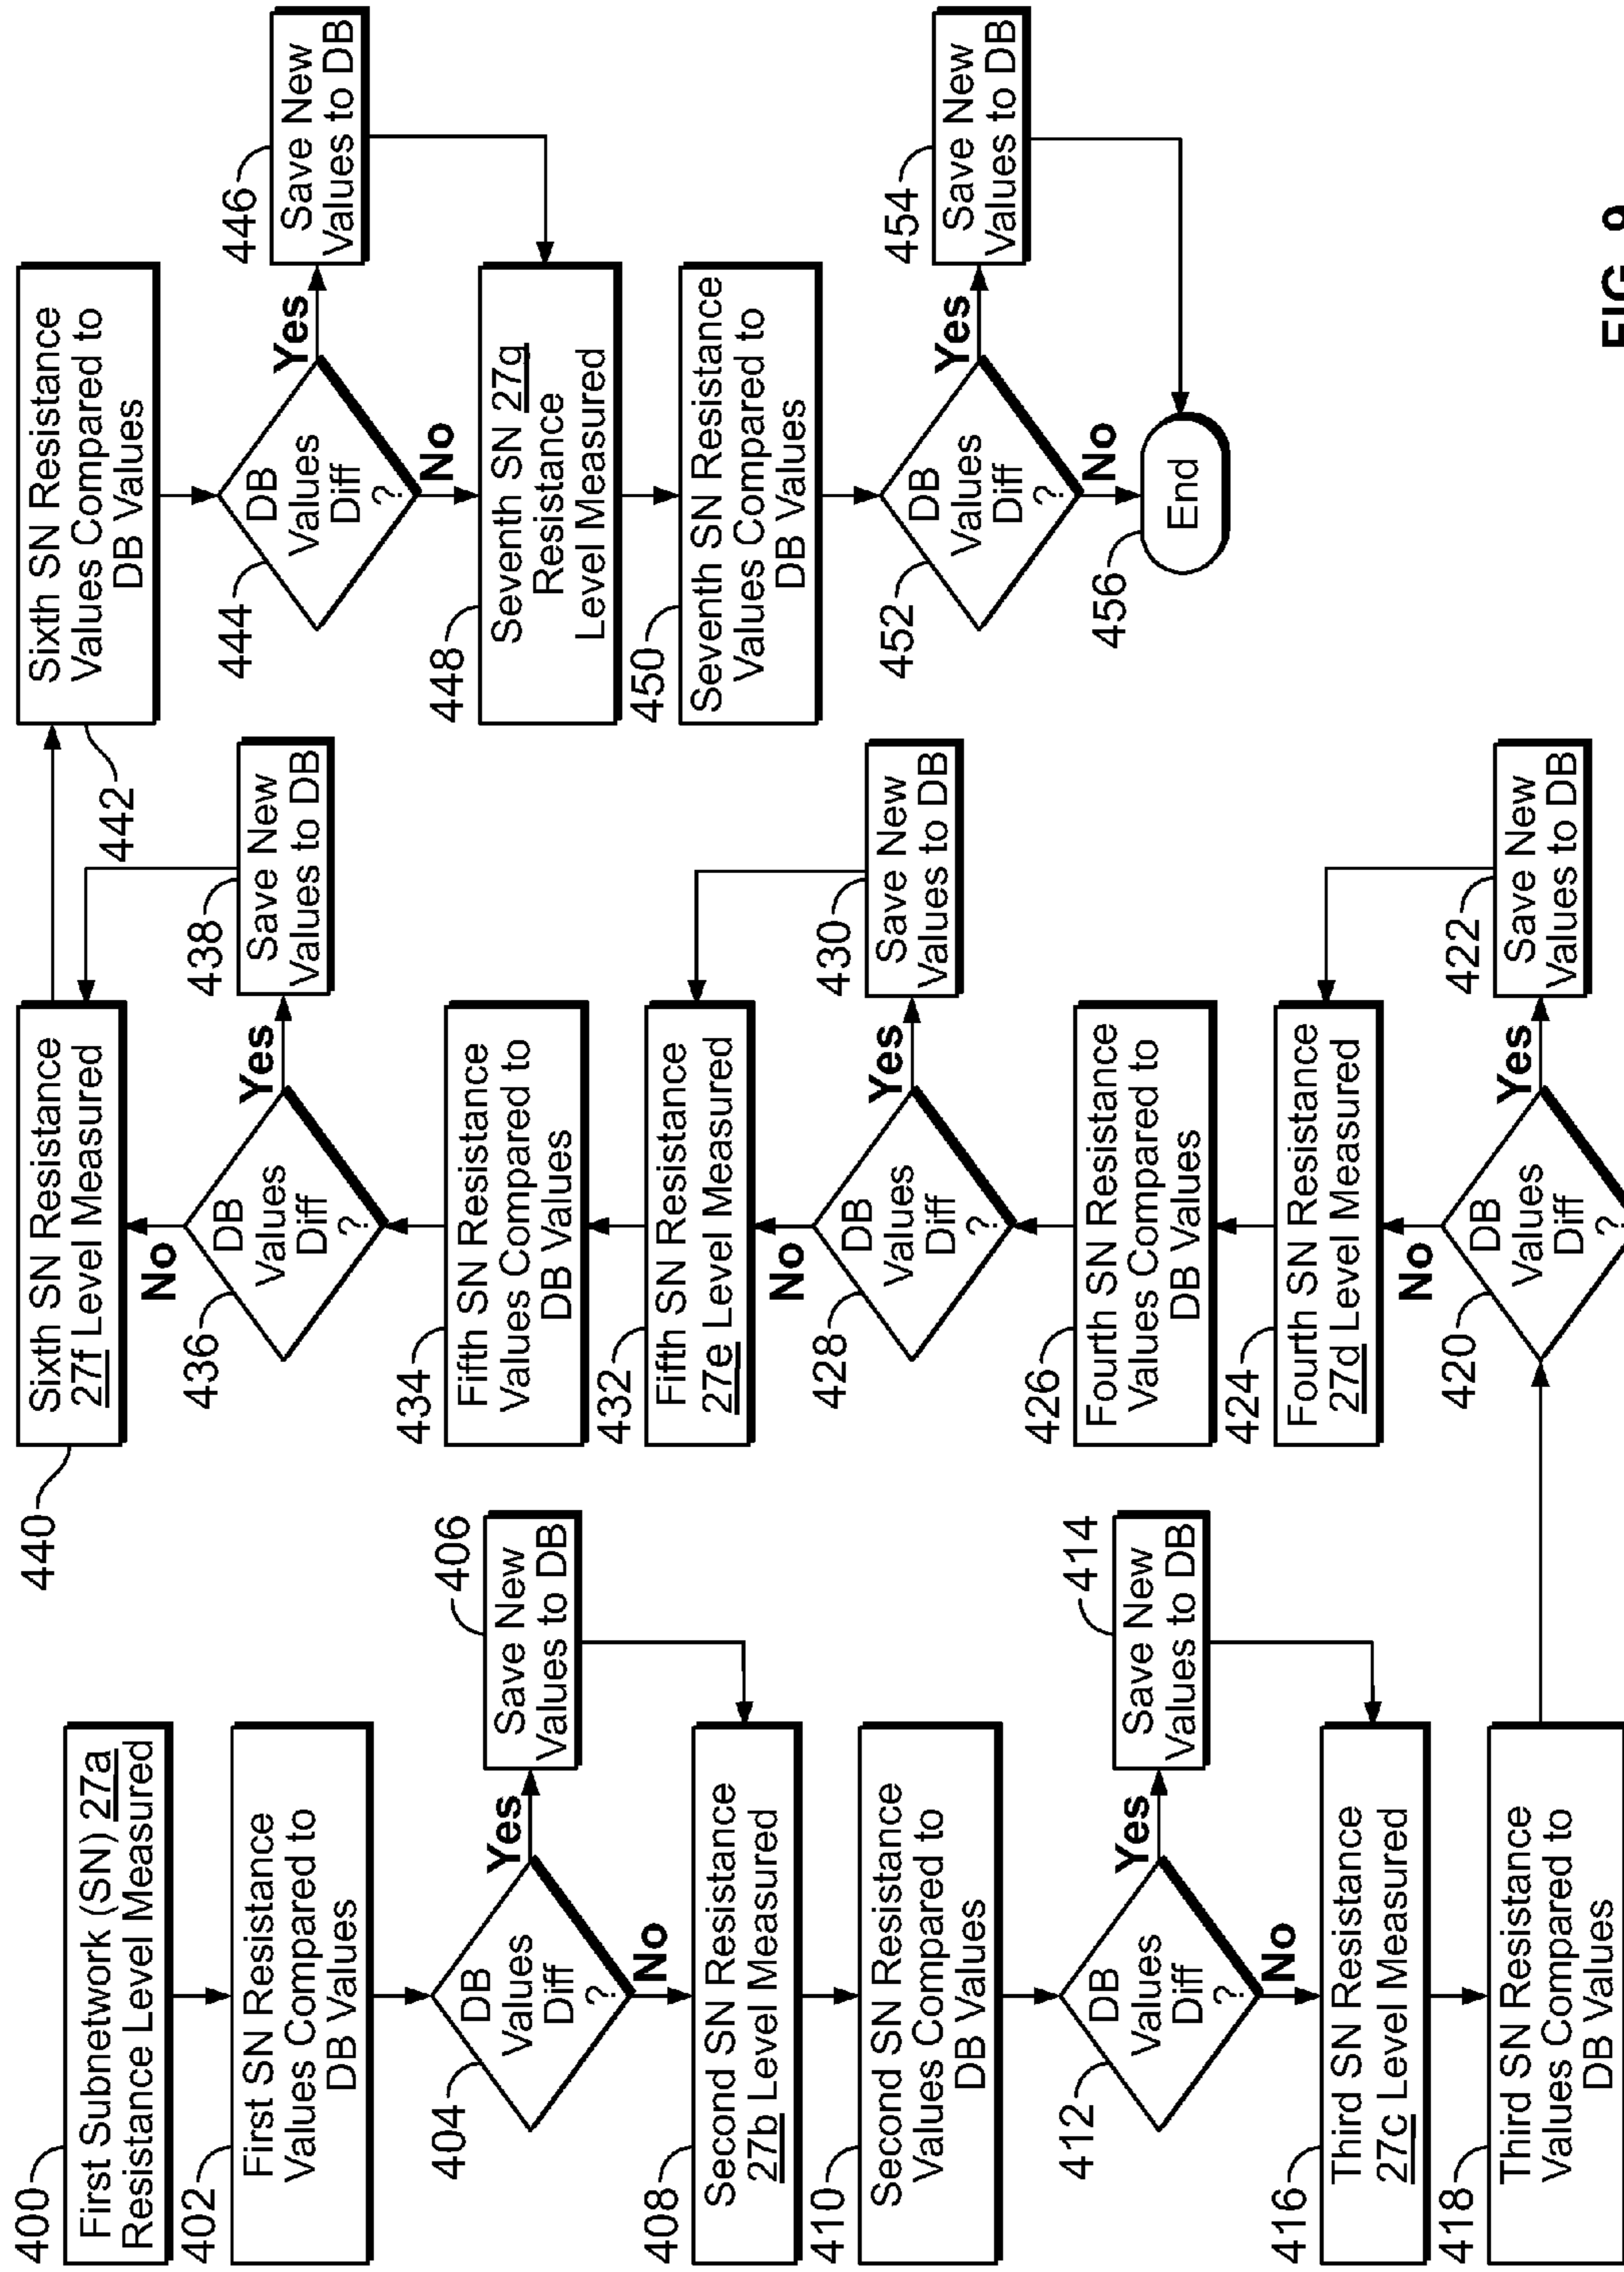 400
First Subnetwork (SN) 27a
Resistance Level Measured
402
First SN Resistance
Values Compared to
DB Values
404
DB
Values
Diff
?
Yes
No
406
Save New
Values to DB
408
Second SN Resistance
27b Level Measured
410
Second SN Resistance
Values Compared to
DB Values
412
DB
Values
Diff
?
Yes
No
414
Save New
Values to DB
416
Third SN Resistance
27c Level Measured
418
Third SN Resistance
Values Compared to
DB Values
420
DB
Values
Diff
?
Yes
No
422
Save New
Values to DB
424
Fourth SN Resistance
27d Level Measured
426
Fourth SN Resistance
Values Compared to
DB Values
428
DB
Values
Diff
?
Yes
No
430
Save New
Values to DB
432
Fifth SN Resistance
27e Level Measured
434
Fifth SN Resistance
Values Compared to
DB Values
436
DB
Values
Diff
?
Yes
No
438
Save New
Values to DB
440
Sixth SN Resistance
27f Level Measured
442
Sixth SN Resistance
Values Compared to
DB Values
444
DB
Values
Diff
?
Yes
No
446
Save New
Values to DB
448
Seventh SN 27g
Resistance
Level Measured
450
Seventh SN Resistance
Values Compared to
DB Values
452
DB
Values
Diff
?
Yes
No
454
Save New
Values to DB
456
End
FIG